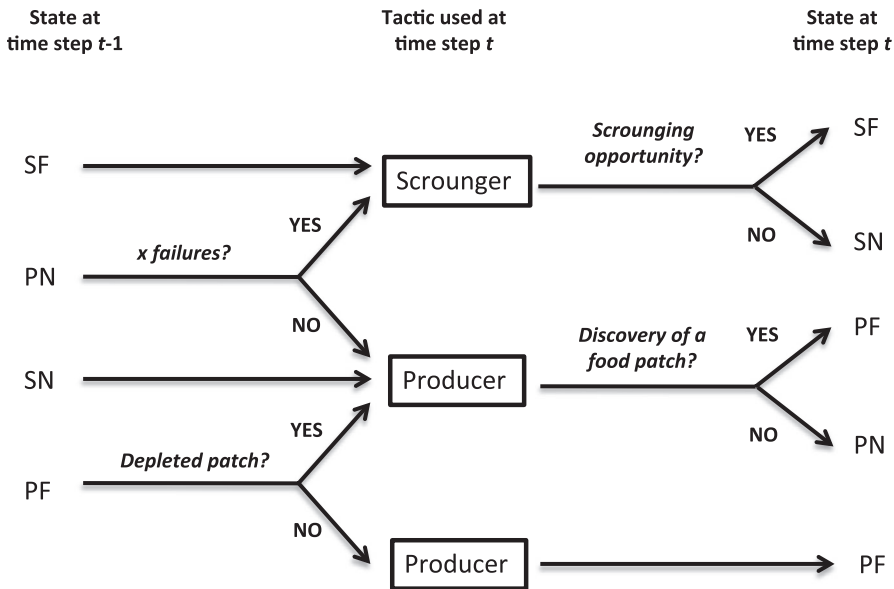 State at
time step t-1
Tactic used at
time step t
State at
time step t
SF
PN
SN
PF
x failures?
YES
NO
Depleted patch?
YES
NO
Scrounger
Producer
Producer
Scrounging
opportunity?
YES
NO
Discovery of a
food patch?
YES
NO
SF
SN
PF
PN
PF